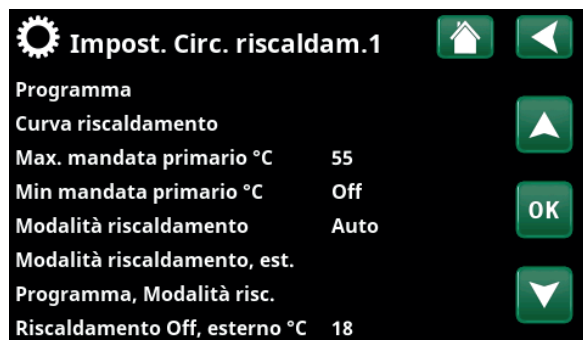 Impost. Circ. riscaldam.1
Programma
Curva riscaldamento
Max. mandata primario °C 55
Min mandata primario °C Off
Modalità riscaldamento Auto
Modalità riscaldamento, est.
Programma, Modalità risc.
Riscaldamento Off, esterno °C 18
OK